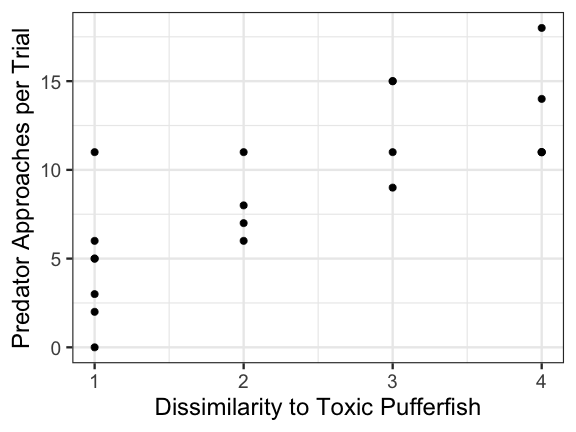 Predator Approaches per Trial
15
10
5
0
1 2 3 4
Dissimilarity to Toxic Pufferfish